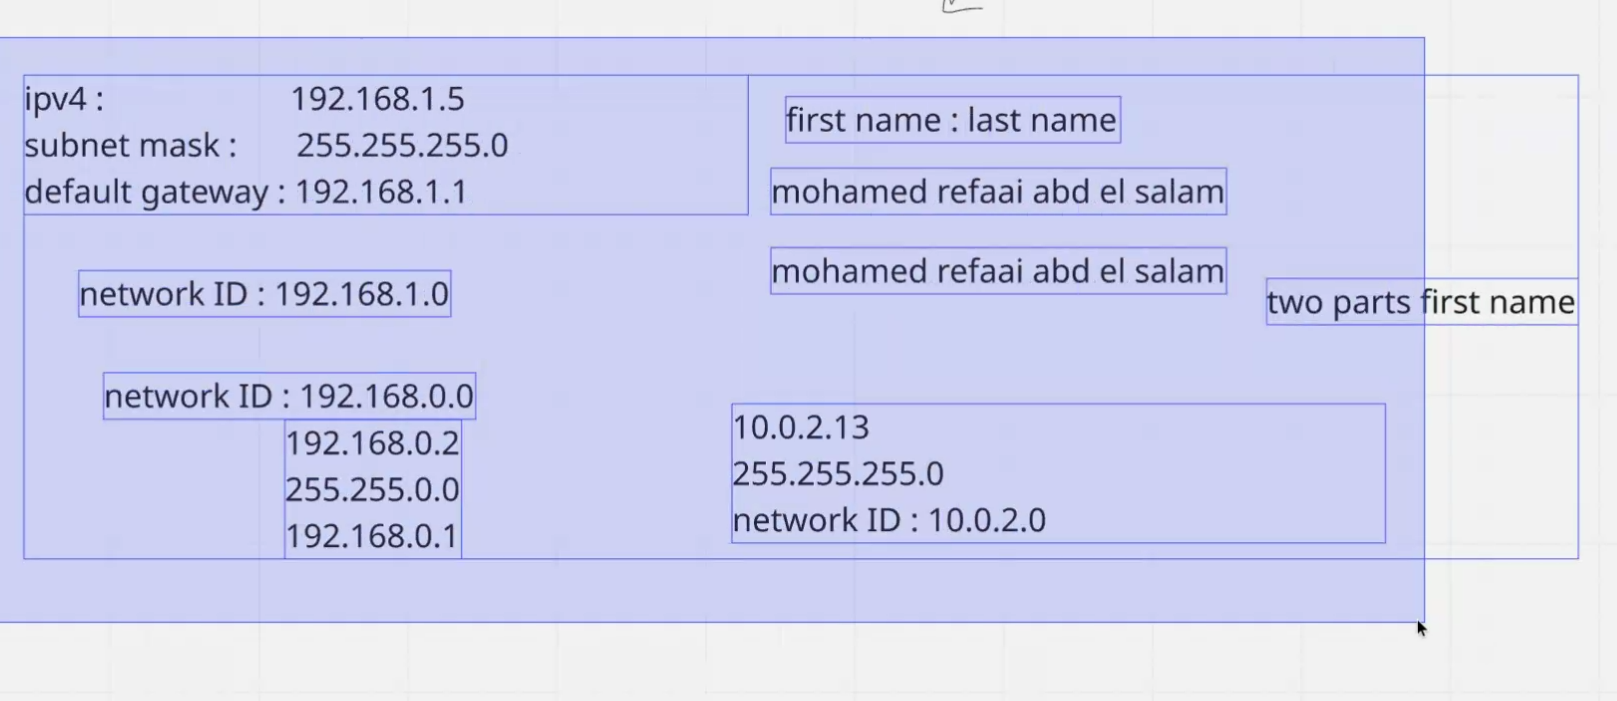 ipv4 : 192.168.1.5
subnet mask : 255.255.255.0
default gateway : 192.168.1.1
first name : last name
mohamed refaai abd el salam
mohamed refaai abd el salam
two parts first name
network ID : 192.168.1.0
network ID : 192.168.0.0
192.168.0.2
255.255.0.0
192.168.0.1
10.0.2.13
255.255.255.0
network ID : 10.0.2.0